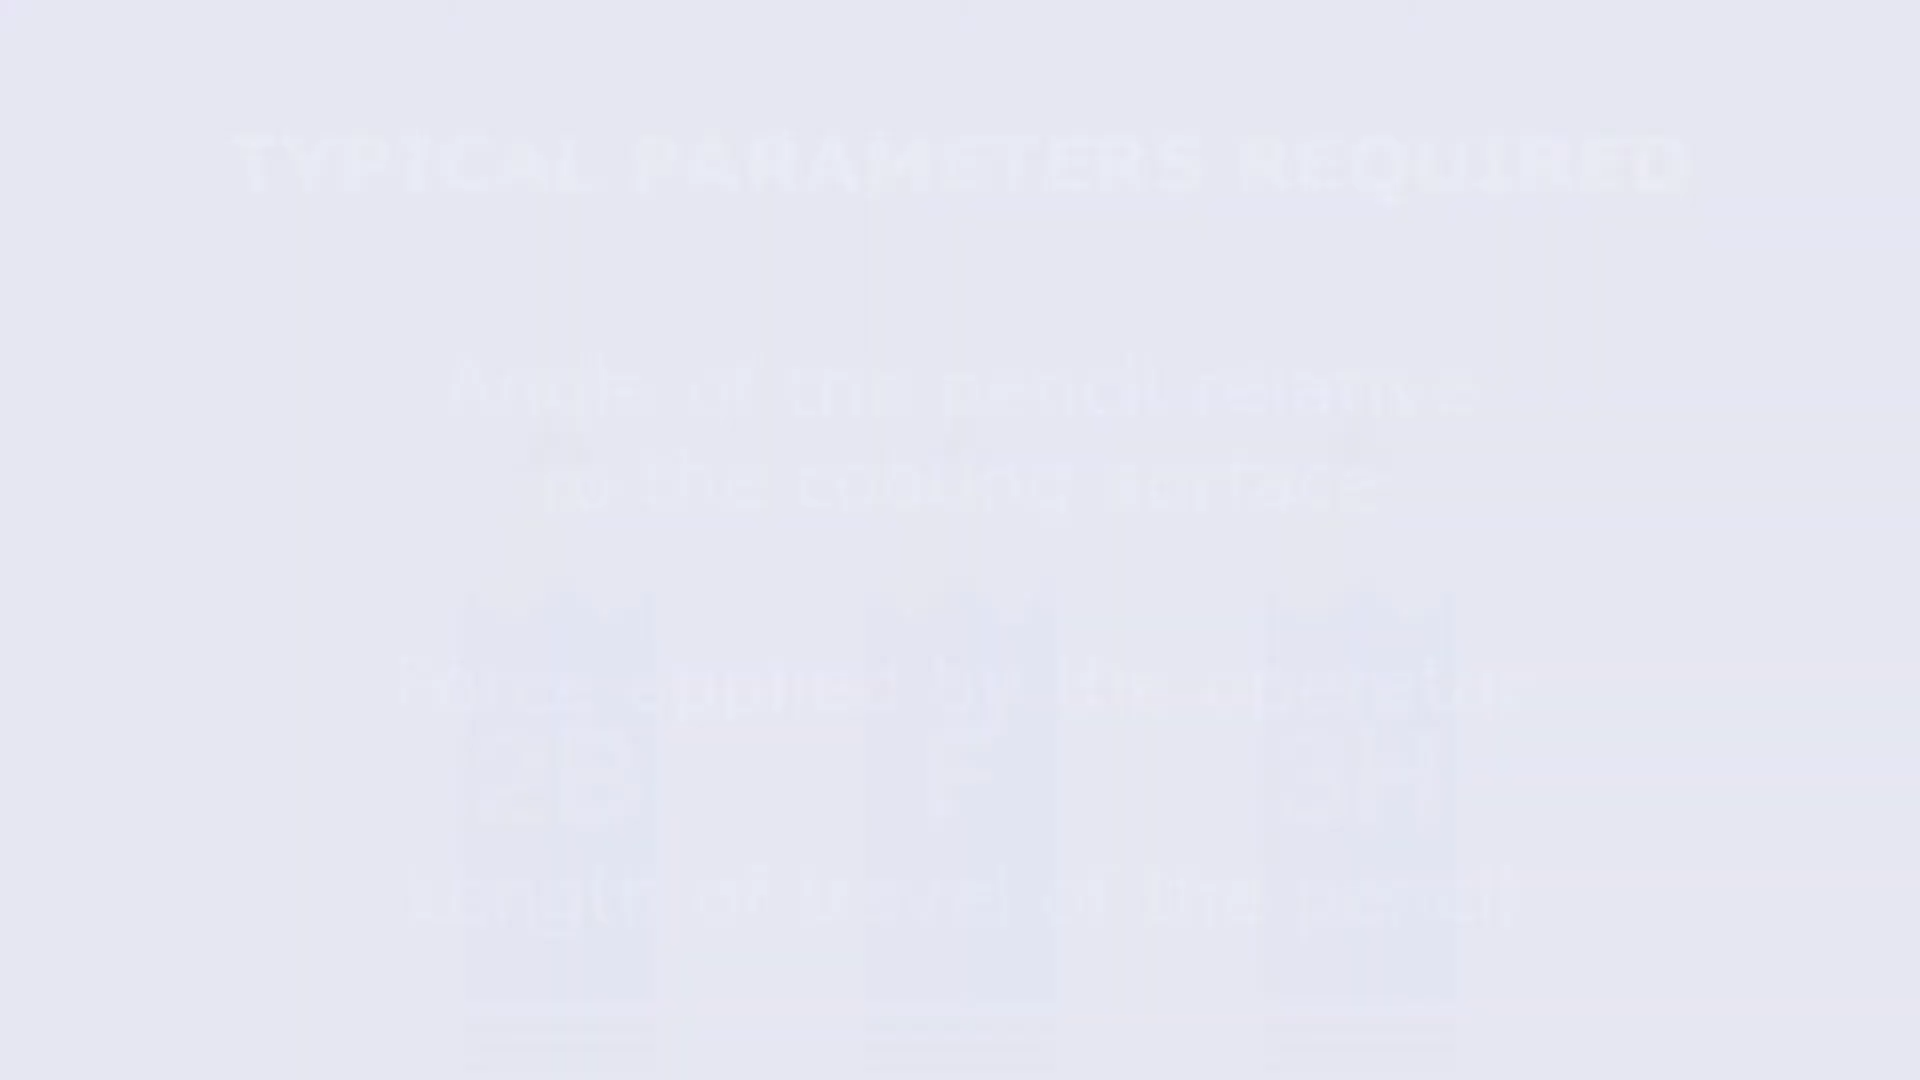 TYPICAL PARAMETERS REQUIRED
Angle of the pencil relative
to the coating surface
Force applied by the operator
F
Length of travel of the pencil